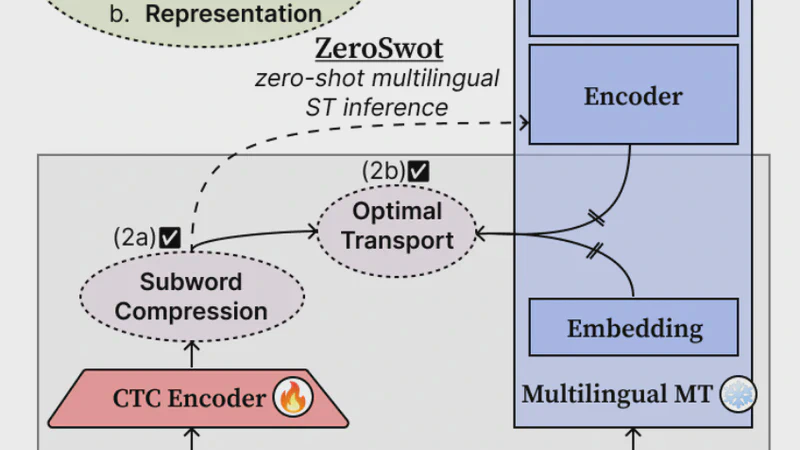 b. Representation
ZeroSwot
zero-shot multilingual
ST inference
Encoder
(2b)✅
Optimal
Transport
(2a)✅
Subword
Compression
Embedding
CTC Encoder
Multilingual MT